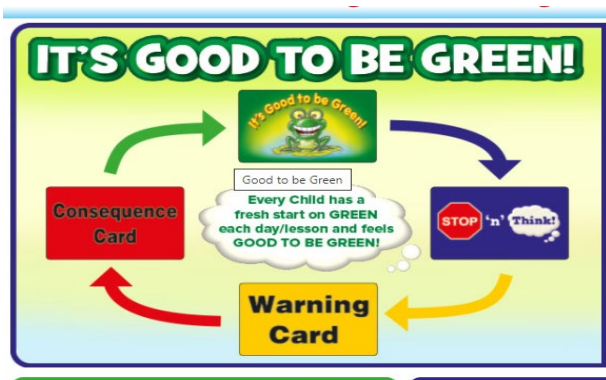 IT'S GOOD TO BE GREEN!
It's Good to be Green!
Good to be Green
Every Child has a
fresh start on GREEN
each day/lesson and feels
GOOD TO BE GREEN!
Consequence
Card
STOP 'n' Think!
Warning
Card